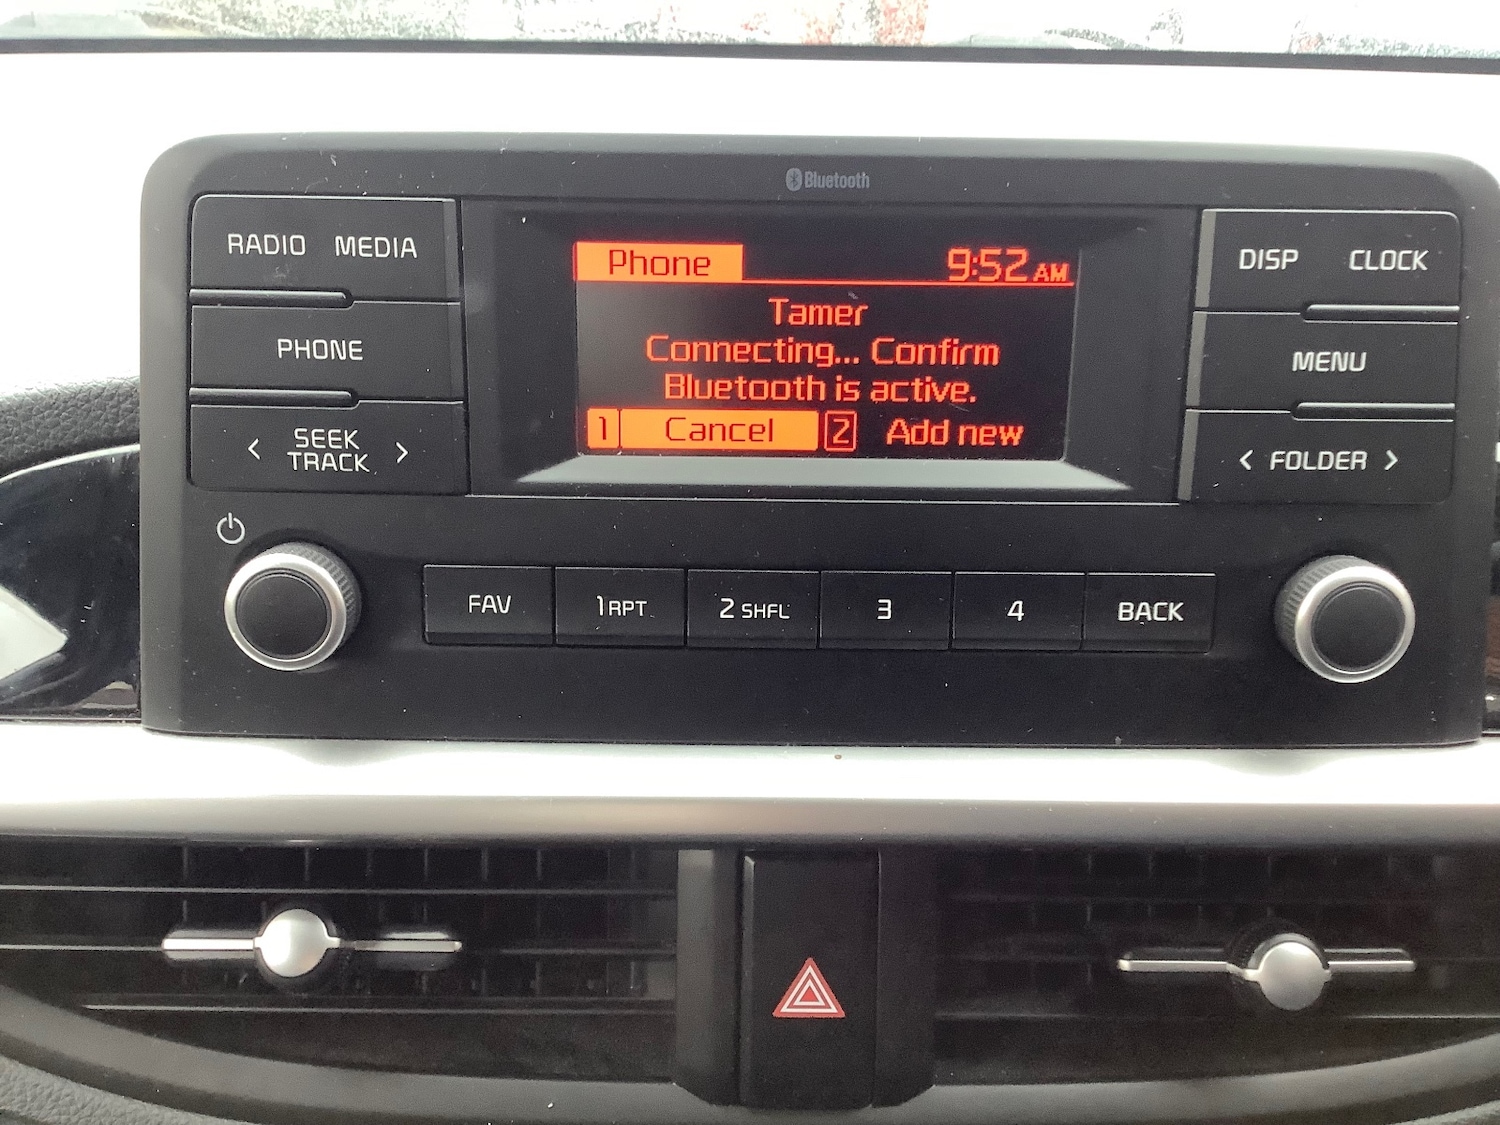 Bluetooth
RADIO MEDIA
PHONE
< SEEK TRACK >
Phone 9:52 AM
Tamer
Connecting... Confirm
Bluetooth is active.
1 Cancel 2 Add new
DISP CLOCK
MENU
< FOLDER >
FAV 1 RPT 2 SHFL 3 4 BACK